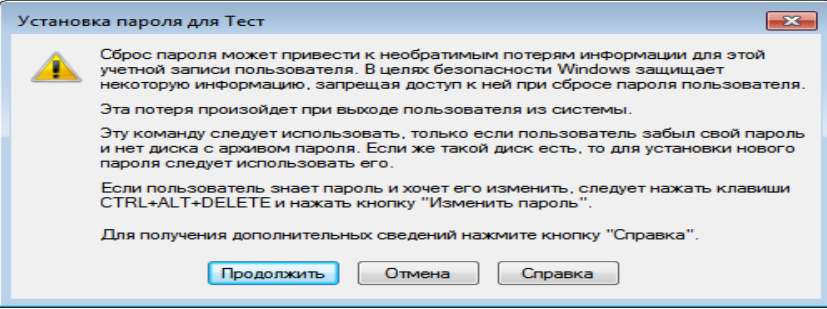 Установка пароля для Тест
Сброс пароля может привести к необратимым потерям информации для этой
учетной записи пользователя. В целях безопасности Windows защищает
некоторую информацию, запрещая доступ к ней при сбросе пароля пользователя.
Эта потеря произойдет при выходе пользователя из системы.
Эту команду следует использовать, только если пользователь забыл свой пароль
и нет диска с архивом пароля. Если же такой диск есть, то для установки нового
пароля следует использовать его.
Если пользователь знает пароль и хочет его изменить, следует нажать клавиши
CTRL+ALT+DELETE и нажать кнопку "Изменить пароль".
Для получения дополнительных сведений нажмите кнопку "Справка".
Продолжить Отмена Справка